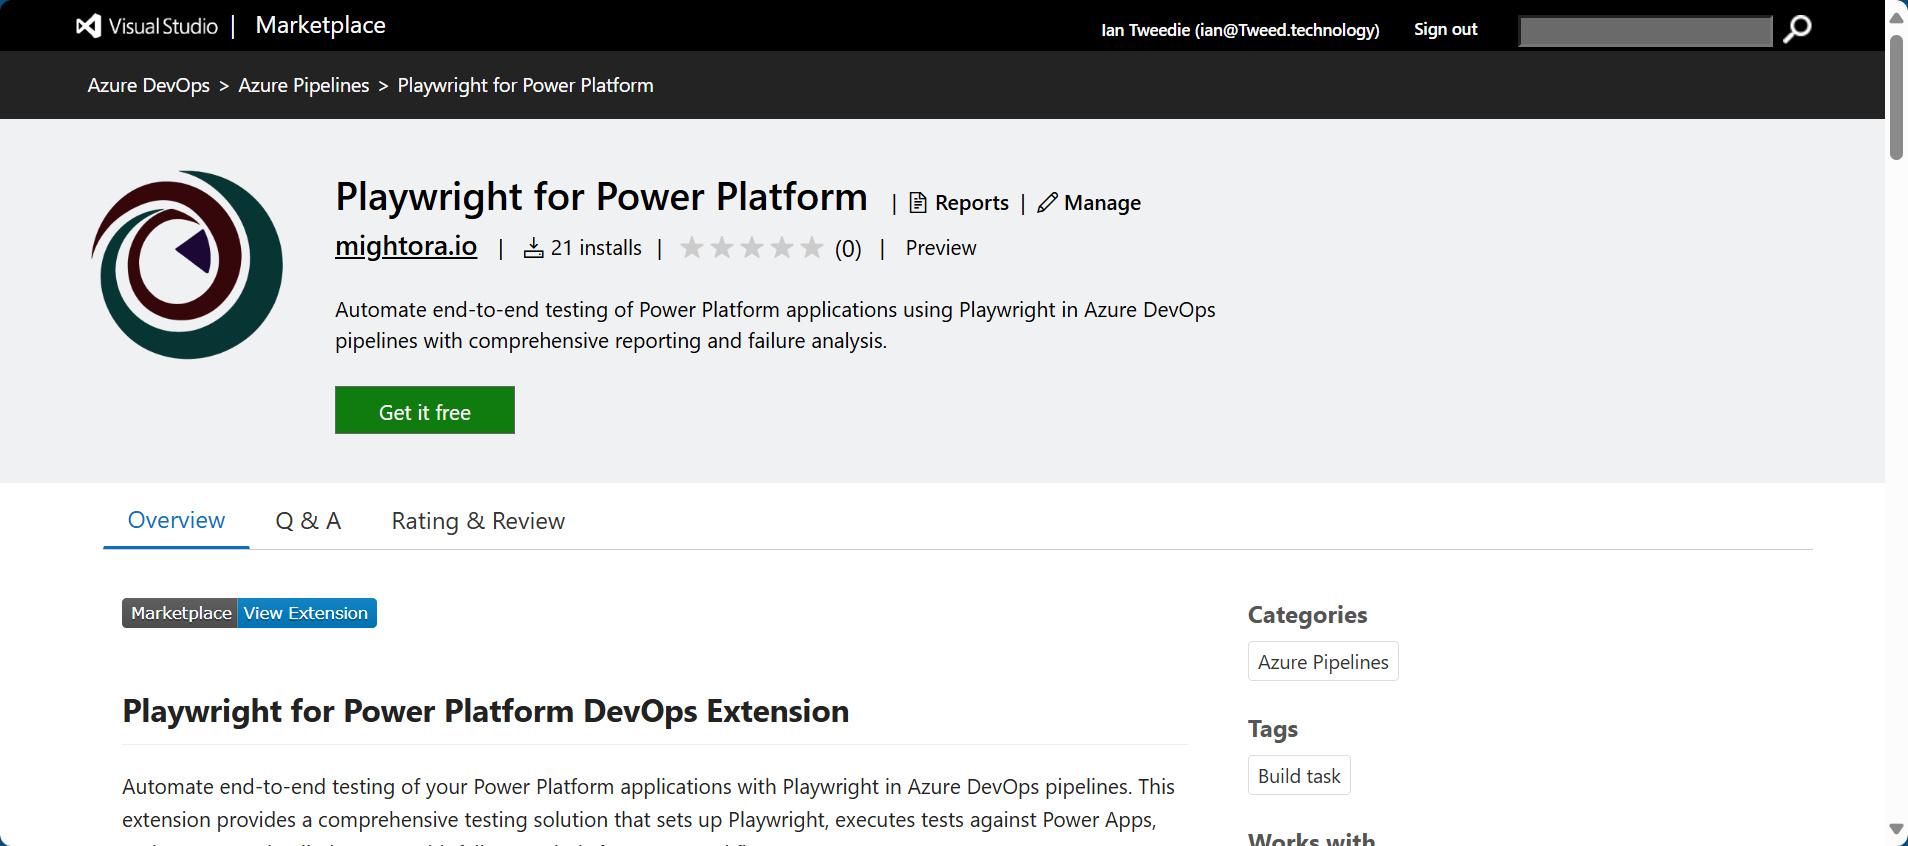 Visual Studio | Marketplace
Ian Tweedie (ian@Tweed.technology) Sign out
Azure DevOps > Azure Pipelines > Playwright for Power Platform
Playwright for Power Platform | Reports | Manage
mightora.io | 21 installs | (0) | Preview
Automate end-to-end testing of Power Platform applications using Playwright in Azure DevOps
pipelines with comprehensive reporting and failure analysis.
Get it free
Overview Q & A Rating & Review
Marketplace View Extension
Playwright for Power Platform DevOps Extension
Automate end-to-end testing of your Power Platform applications with Playwright in Azure DevOps pipelines. This
extension provides a comprehensive testing solution that sets up Playwright, executes tests against Power Apps,
Categories
Azure Pipelines
Tags
Build task
Works with